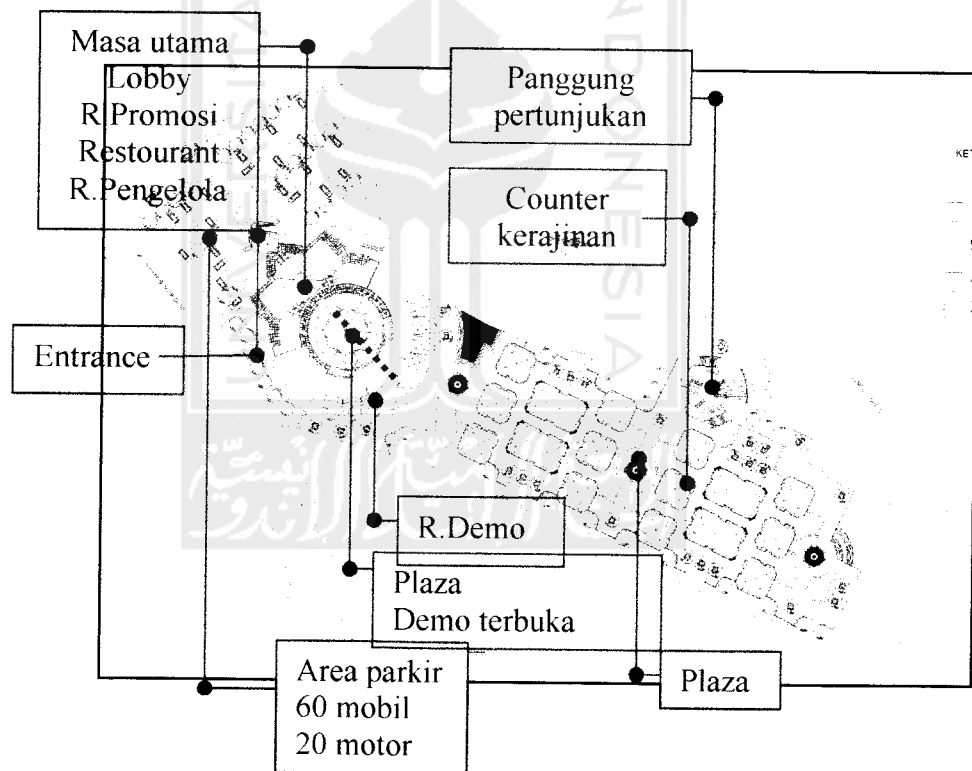 Masa utama
Lobby
R.Promosi
Restourant
R.Pengelola
Panggung
pertunjukan
KET
Counter
kerajinan
Entrance
R.Demo
Plaza
Demo terbuka
Area parkir
60 mobil
20 motor
Plaza